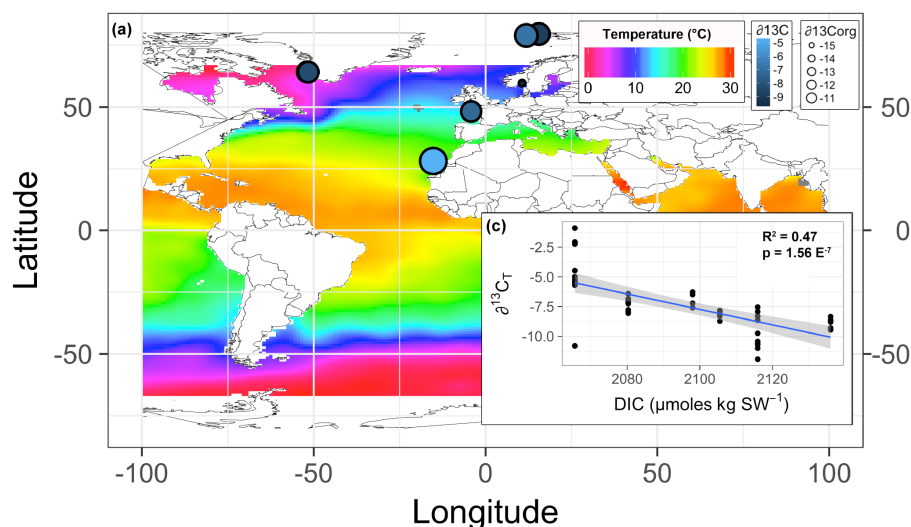 (a)
Temperature (°C)
0 10 20 30
∂13C
-5
-6
-7
-8
-9
∂13Corg
-15
-14
-13
-12
-11
50
0
-50
50
0
-50
Latitude
(c)
R² = 0.47
p = 1.56 E⁻⁷
-2.5
-5.0
-7.5
-10.0
∂¹³C_T
2080 2100 2120
DIC (μmoles kg SW⁻¹)
-100 -50 0 50 100
Longitude